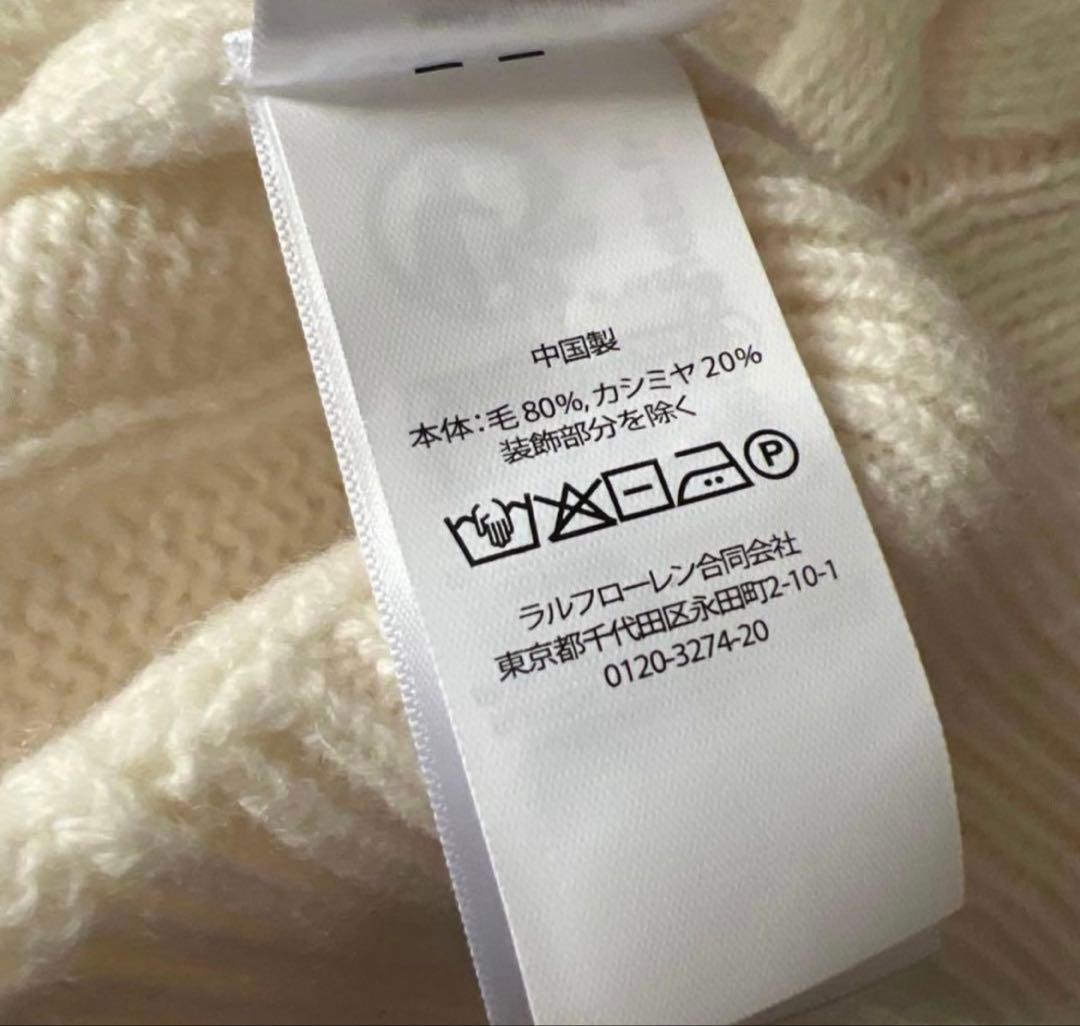 中国製
本体：毛 80%, カシミヤ 20%
装飾部分を除く
P
ラルフローレン合同会社
東京都千代田区永田町2-10-1
0120-3274-20